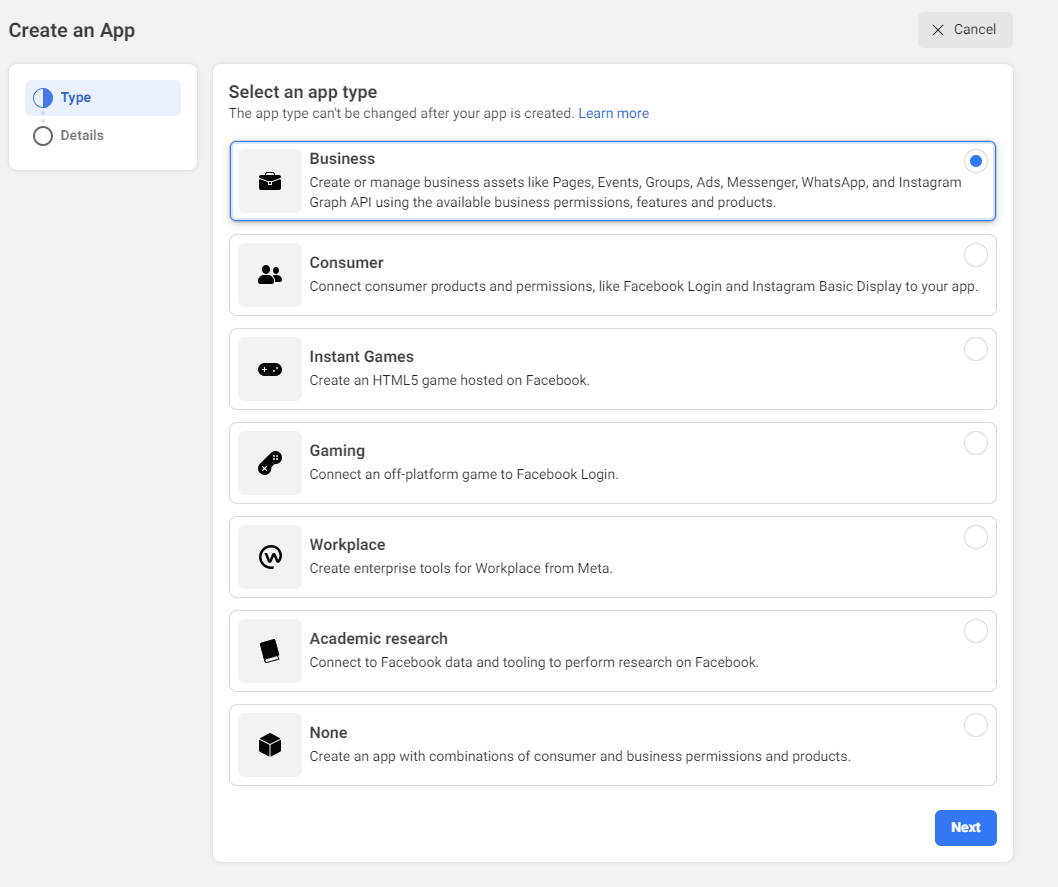 Create an App
Cancel
Type
Details
Select an app type
The app type can't be changed after your app is created. Learn more
Business
Create or manage business assets like Pages, Events, Groups, Ads, Messenger, WhatsApp, and Instagram
Graph API using the available business permissions, features and products.
Consumer
Connect consumer products and permissions, like Facebook Login and Instagram Basic Display to your app.
Instant Games
Create an HTML5 game hosted on Facebook.
Gaming
Connect an off-platform game to Facebook Login.
Workplace
Create enterprise tools for Workplace from Meta.
Academic research
Connect to Facebook data and tooling to perform research on Facebook.
None
Create an app with combinations of consumer and business permissions and products.
Next